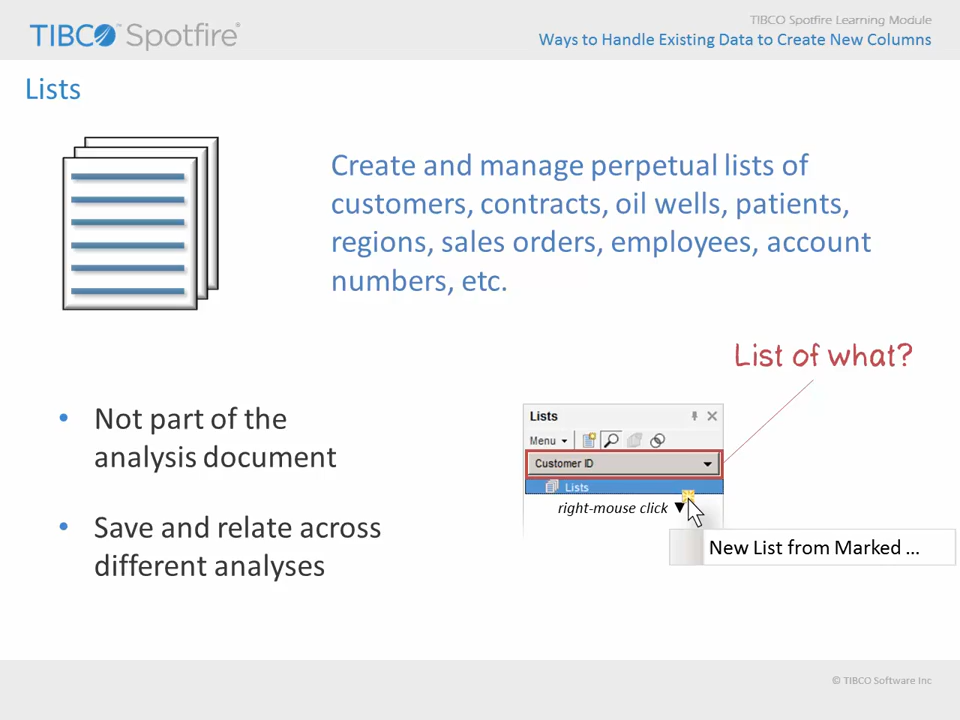 TIBCO Spotfire Learning Module
TIBCO™ Spotfire®
Ways to Handle Existing Data to Create New Columns
Lists
Create and manage perpetual lists of
customers, contracts, oil wells, patients,
regions, sales orders, employees, account
numbers, etc.
List of what?
• Not part of the
analysis document
• Save and relate across
different analyses
Lists
Menu
Customer ID
Lists
right-mouse click ▼
New List from Marked ...
© TIBCO Software Inc